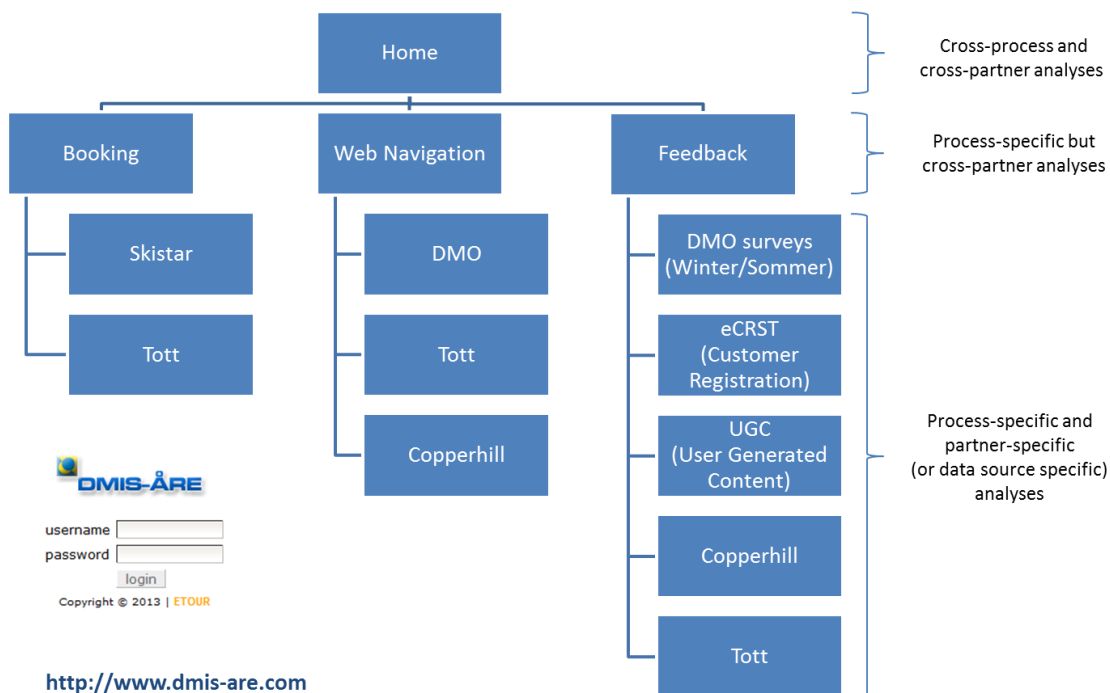 Home
Cross-process and
cross-partner analyses
Booking
Web Navigation
Feedback
Process-specific but
cross-partner analyses
Skistar
DMO
DMO surveys
(Winter/Sommer)
Tott
Tott
eCRST
(Customer
Registration)
Copperhill
UGC
(User Generated
Content)
Process-specific and
partner-specific
(or data source specific)
analyses
Copperhill
Tott
DMIS-ÅRE
username
password
login
Copyright © 2013 | ETOUR
http://www.dmis-are.com